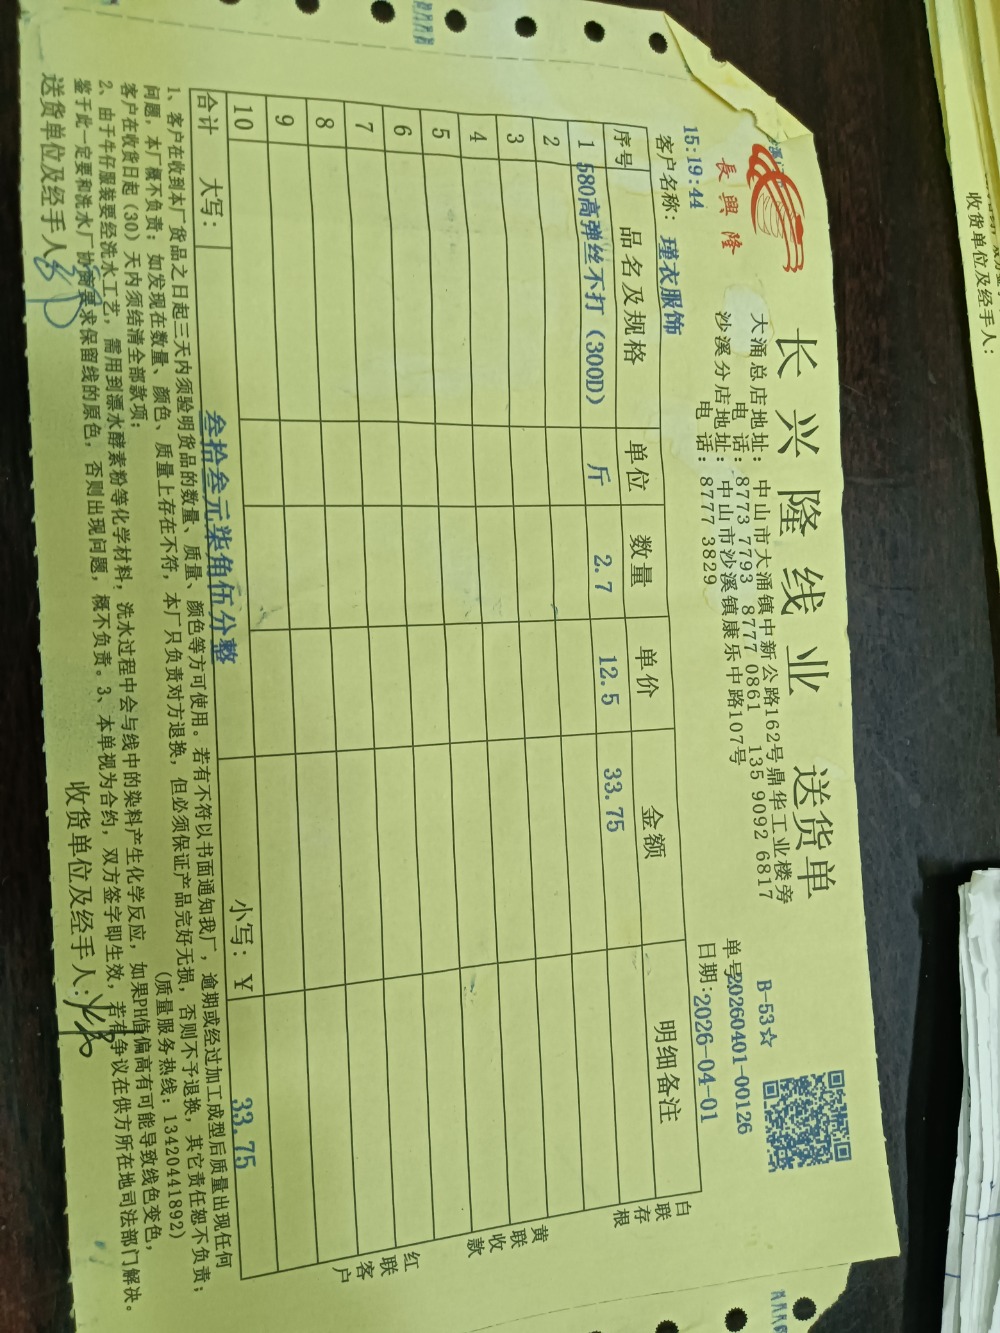 長興隆
长兴隆线业 送货单
大涌总店地址：中山市大涌镇中新公路162号鼎华工业楼旁
电话：8773 7793 8777 0861 135 9092 6817
沙溪分店地址：中山市沙溪镇康乐中路107号
电话：8777 3829
B-53☆
单号20260401-00126
日期：2026-04-01
15:19:44
客户名称：瑾衣服饰
序号 品名及规格 单位 数量 单价 金额 明细备注
1 580高弹丝不打（300D） 斤 2.7 12.5 33.75
2
3
4
5
6
7
8
9
10
合计 大写：叁拾叁元柒角伍分整 小写：￥ 33.75
白联存根
黄联收款
红联客户
1、客户在收到本厂货品之日起三天内须验明货品的数量、质量、颜色等方可使用。若有不符以书面通知我厂，逾期或经过加工成型后质量出现任何
问题，本厂概不负责；如发现在数量、颜色、质量上存在不符，本厂只负责对方退换，但必须保证产品完好无损，否则不予退换，其它责任恕不负责；
客户在收货日起（30）天内须结清全部款项； （质量服务热线：13420441892）
2、由于牛仔服装要经洗水工艺，需用到漂水酵素粉等化学材料，洗水过程中会与线中的染料产生化学反应，如果PH值偏高有可能导致线色变色，
鉴于此一定要和洗水厂协商要求保留线的原色，否则出现问题，概不负责。3、本单视为合约，双方签字即生效，若有争议在供方所在地司法部门解决。
送货单位及经手人： 收货单位及经手人：
收货单位及经手人：